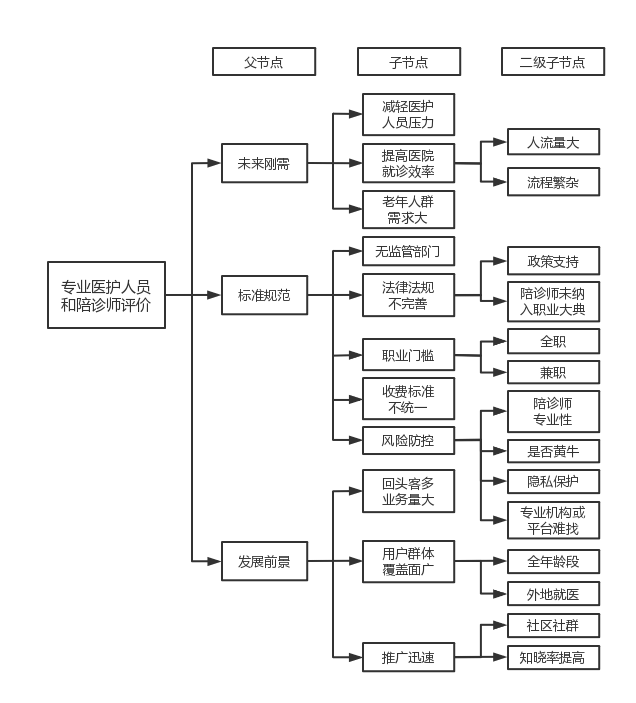 父节点
子节点
二级子节点
专业医护人员
和陪诊师评价
未来刚需
减轻医护
人员压力
提高医院
就诊效率
人流量大
流程繁杂
老年人群
需求大
标准规范
无监管部门
法律法规
不完善
政策支持
陪诊师未纳
入职业大典
职业门槛
全职
兼职
收费标准
不统一
风险防控
陪诊师
专业性
是否黄牛
隐私保护
专业机构或
平台难找
发展前景
回头客多
业务量大
用户群体
覆盖面广
全年龄段
外地就医
推广迅速
社区社群
知晓率提高